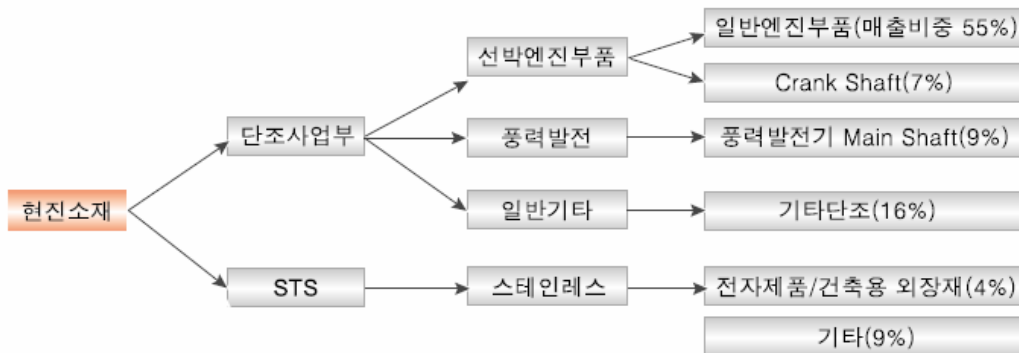 현진소재
단조사업부
선박엔진부품
일반엔진부품(매출비중 55%)
Crank Shaft(7%)
풍력발전
풍력발전기 Main Shaft(9%)
일반기타
기타단조(16%)
STS
스테인레스
전자제품/건축용 외장재(4%)
기타(9%)